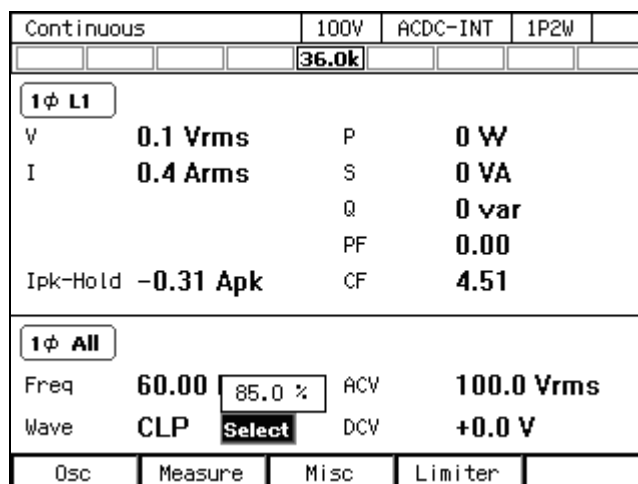 Continuous 100V ACDC-INT 1P2W
36.0k
1ϕ L1
V 0.1 Vrms P 0 W
I 0.4 Arms S 0 VA
Q 0 var
PF 0.00
Ipk-Hold -0.31 Apk CF 4.51
1ϕ All
Freq 60.00 85.0 % ACV 100.0 Vrms
Wave CLP Select DCV +0.0 V
Osc Measure Misc Limiter